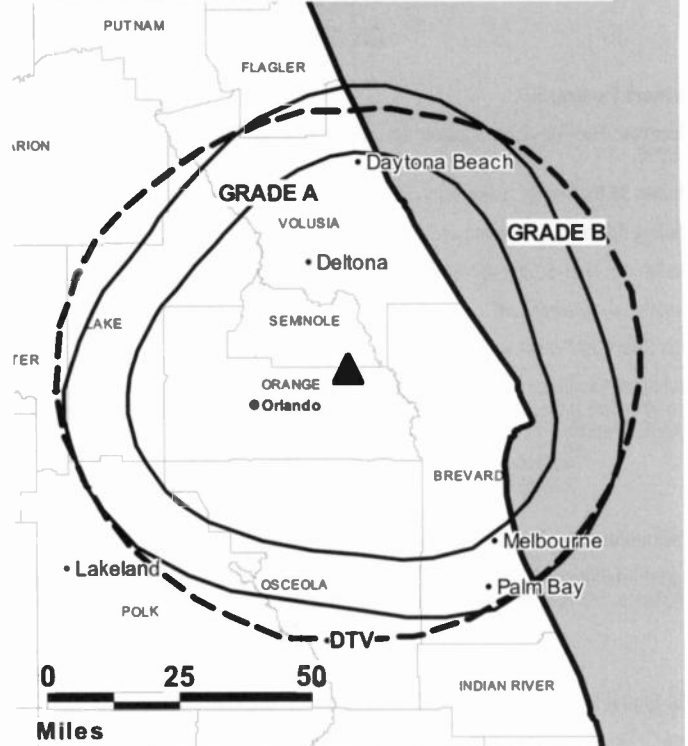 PUTNAM
FLAGLER
ARION
Daytona Beach
GRADE A
VOLUSIA
GRADE B
Deltona
LAKE
SEMINOLE
TER
ORANGE
Orlando
BREVARD
Melbourne
Lakeland
OSCEOLA
Palm Bay
POLK
DTV
0 25 50
INDIAN RIVER
Miles